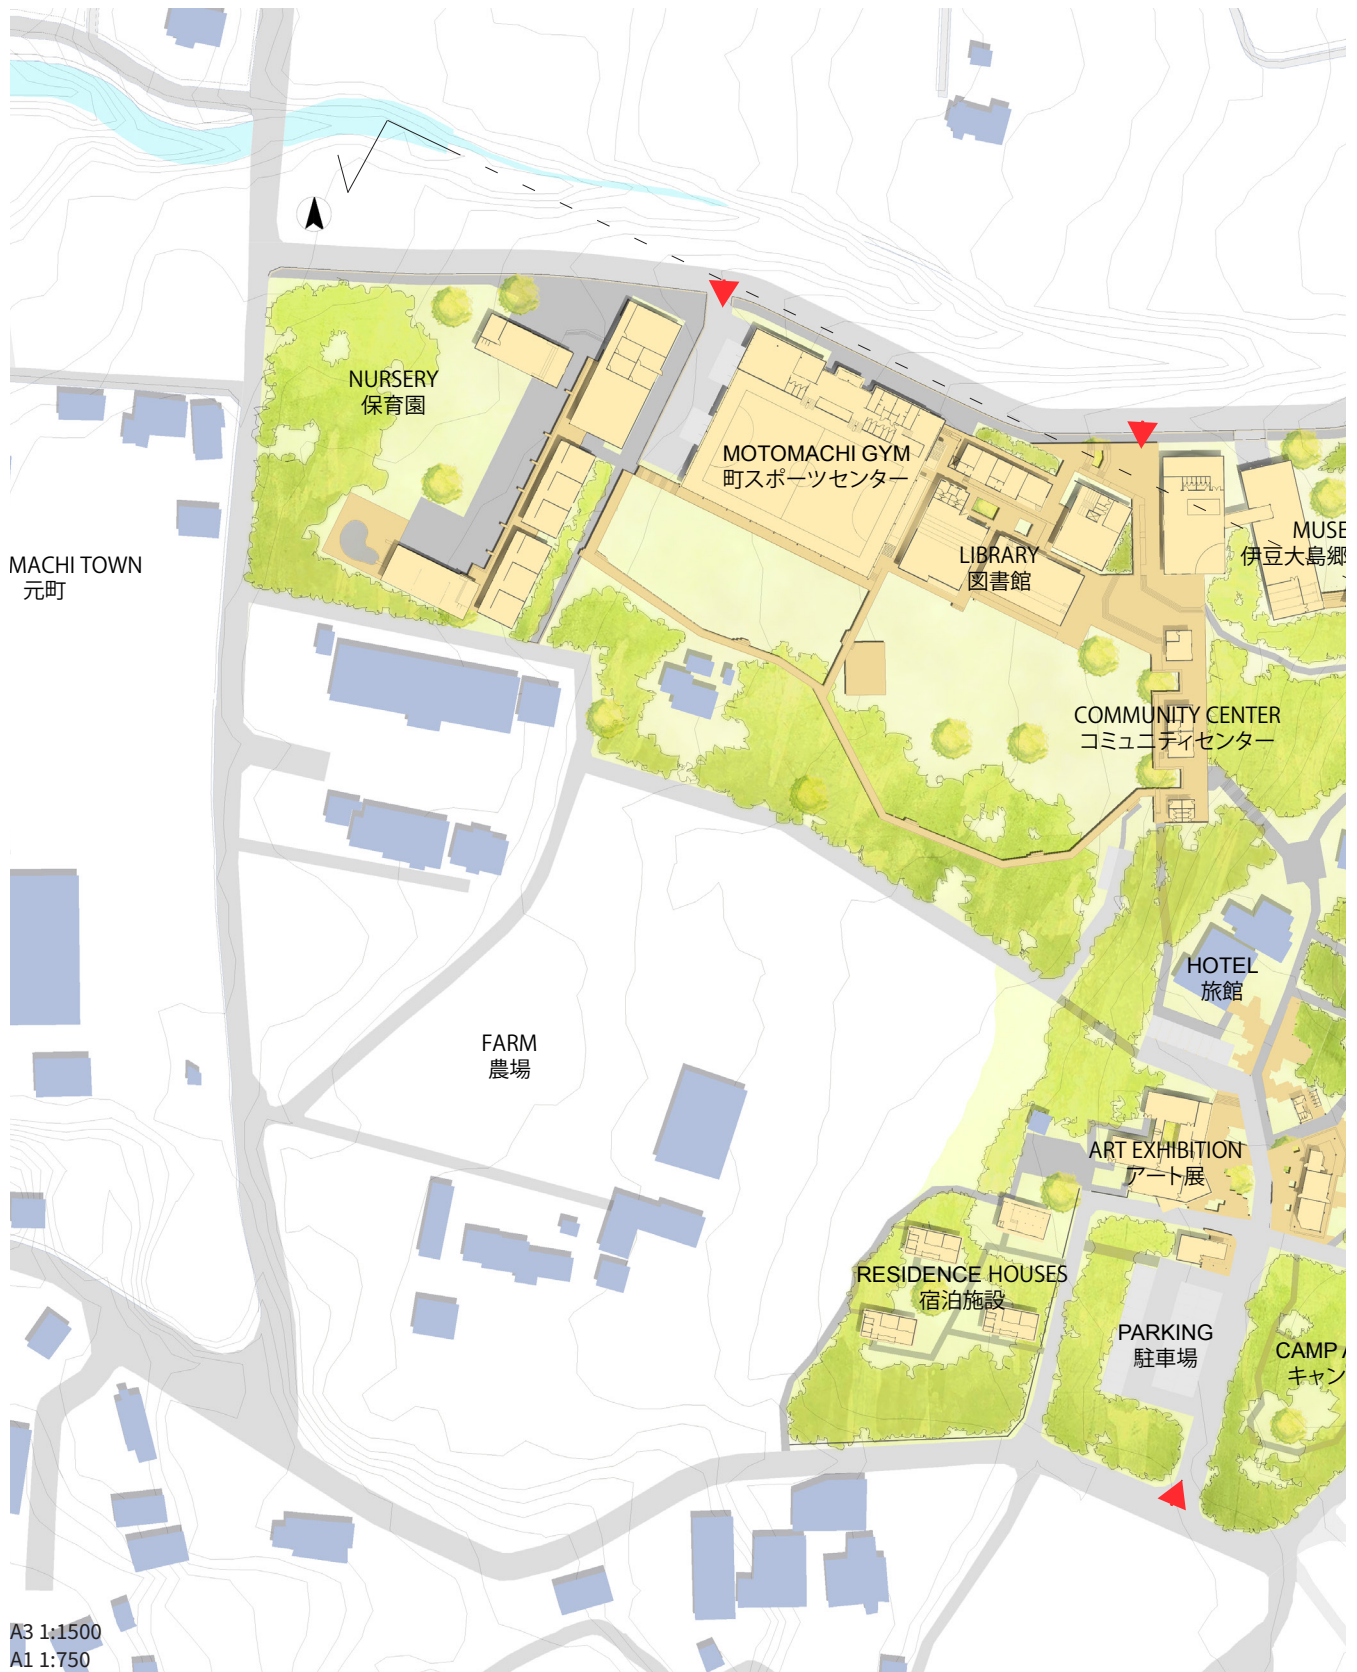 NURSERY
保育園
MOTOMACHI GYM
町スポーツセンター
LIBRARY
図書館
MUSE
伊豆大島郷
MACHI TOWN
元町
COMMUNITY CENTER
コミュニティセンター
HOTEL
旅館
FARM
農場
ART EXHIBITION
アート展
RESIDENCE HOUSES
宿泊施設
PARKING
駐車場
CAMP A
キャン
A3 1:1500
A1 1:750